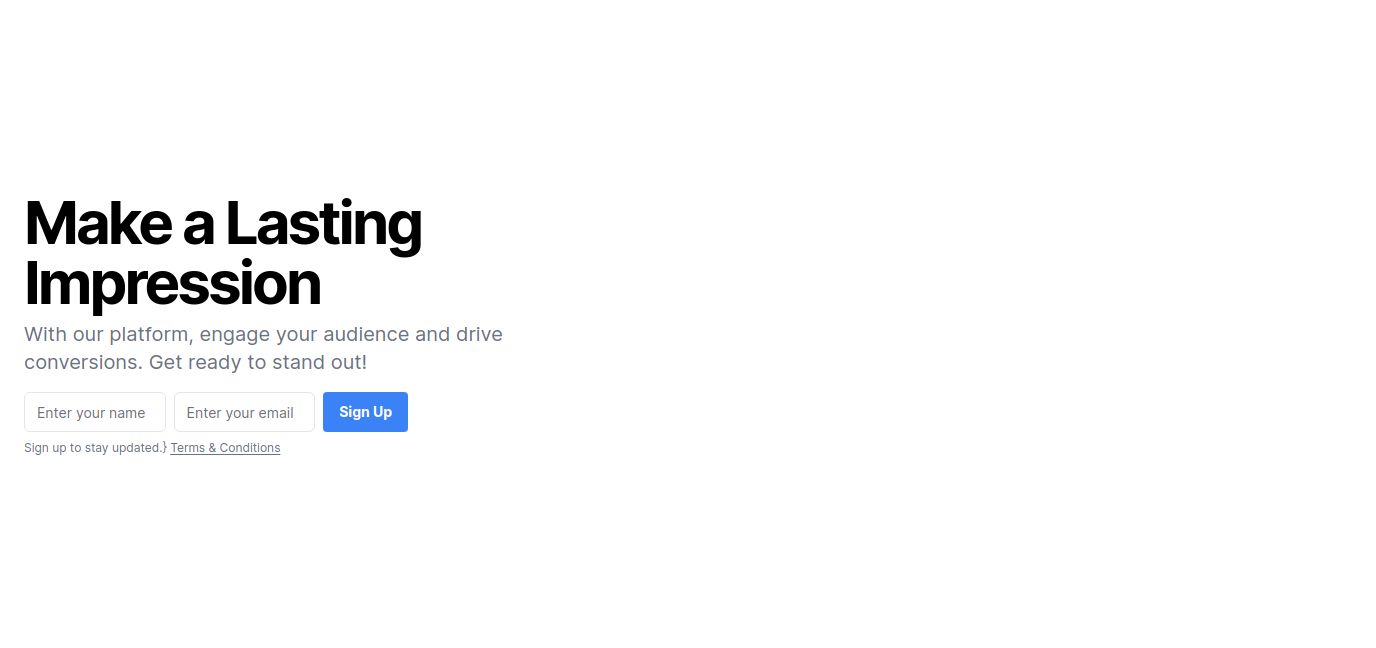 Make a Lasting
Impression
With our platform, engage your audience and drive
conversions. Get ready to stand out!
Enter your name Enter your email Sign Up
Sign up to stay updated.} Terms & Conditions